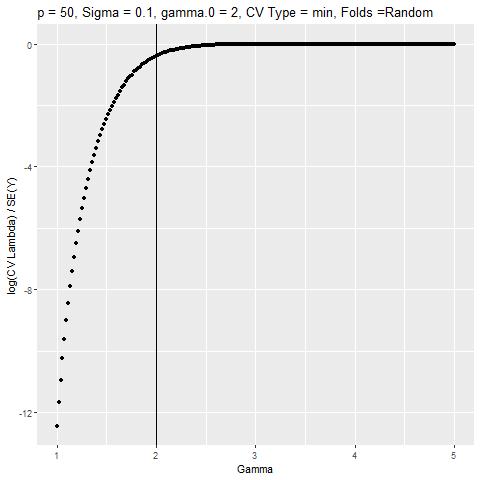 p = 50, Sigma = 0.1, gamma.0 = 2, CV Type = min, Folds =Random
log(CV Lambda) / SE(Y)
0
-4
-8
-12
1 2 3 4 5
Gamma